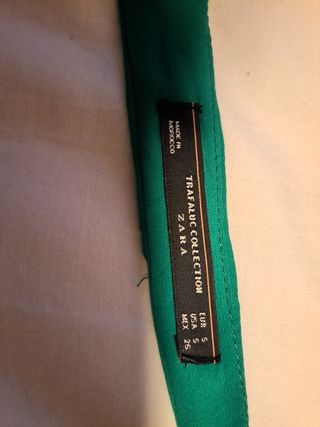 MADE IN
MOROCCO
TRAFALUC COLLECTION
ZARA
EUR S
USA S
MEX 26